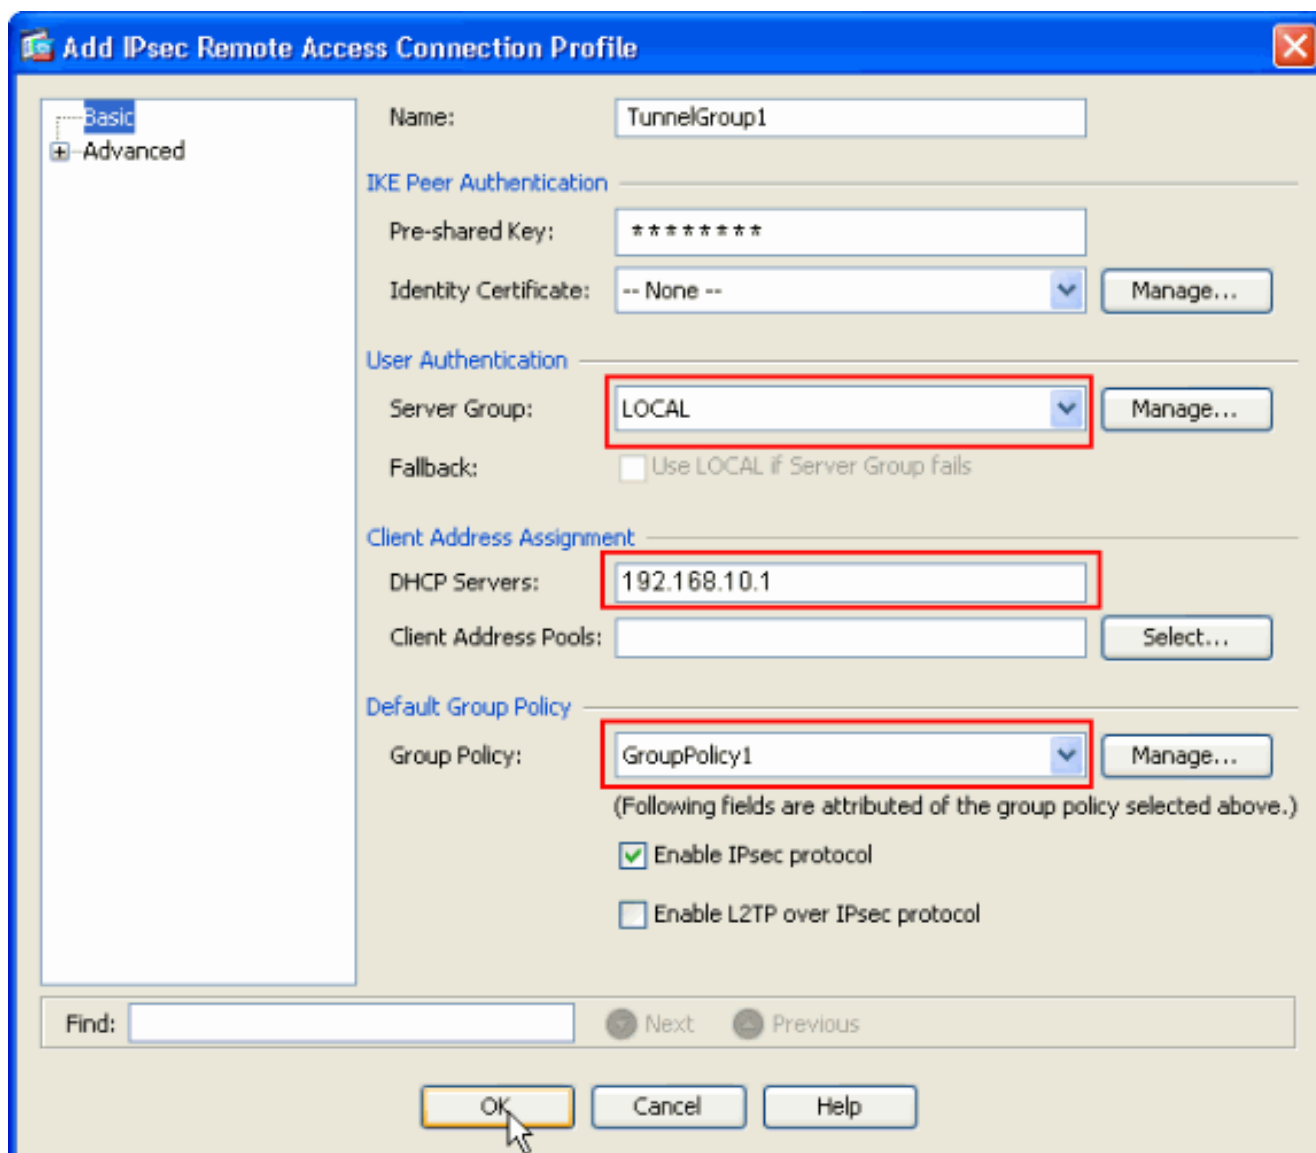 Add IPsec Remote Access Connection Profile
Basic
Advanced
Name: TunnelGroup1
IKE Peer Authentication
Pre-shared Key: ********
Identity Certificate: -- None -- Manage...
User Authentication
Server Group: LOCAL Manage...
Fallback: Use LOCAL if Server Group fails
Client Address Assignment
DHCP Servers: 192.168.10.1
Client Address Pools: Select...
Default Group Policy
Group Policy: GroupPolicy1 Manage...
(Following fields are attributed of the group policy selected above.)
Enable IPsec protocol
Enable L2TP over IPsec protocol
Find: Next Previous
OK Cancel Help